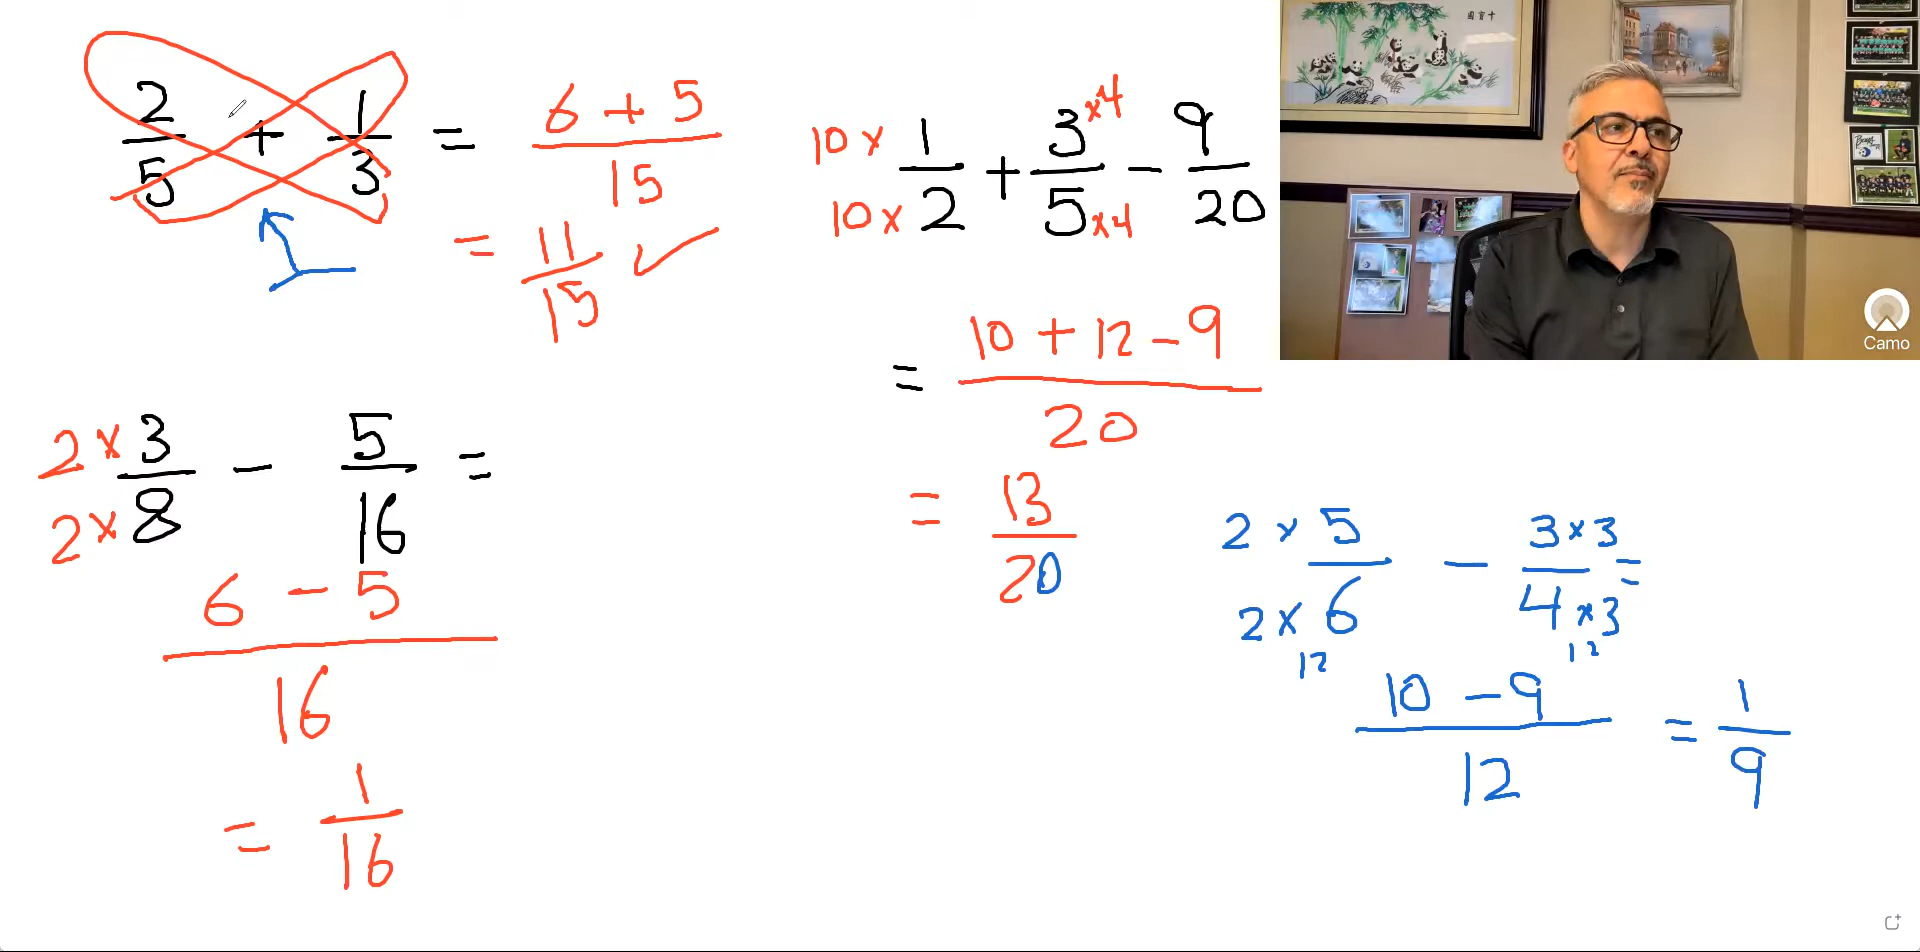 2/5 + 1/3 = (6 + 5)/15
= 11/15 ✓
2 × 3 / 2 × 8 − 5/16 =
(6 − 5)/16
= 1/16
10 × 1 / 10 × 2 + 3 ×4 / 5 ×4 − 9/20
= (10 + 12 − 9)/20
= 13/20
2 × 5 / 2 × 6 − 3 × 3 / 4 × 3 =
12 12
(10 − 9)/12 = 1/9
Camo